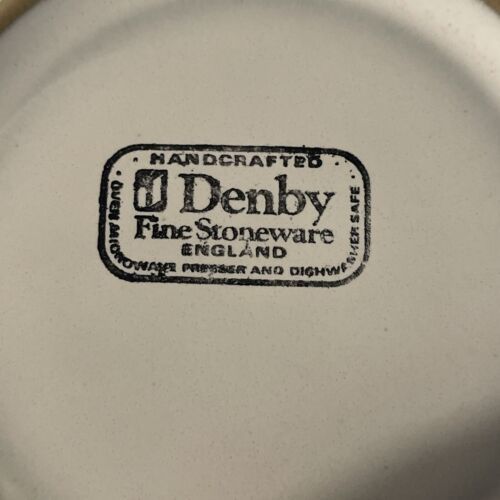 HANDCRAFTED
Denby
Fine Stoneware
ENGLAND
OVEN MICROWAVE FREEZER AND DISHWASHER SAFE